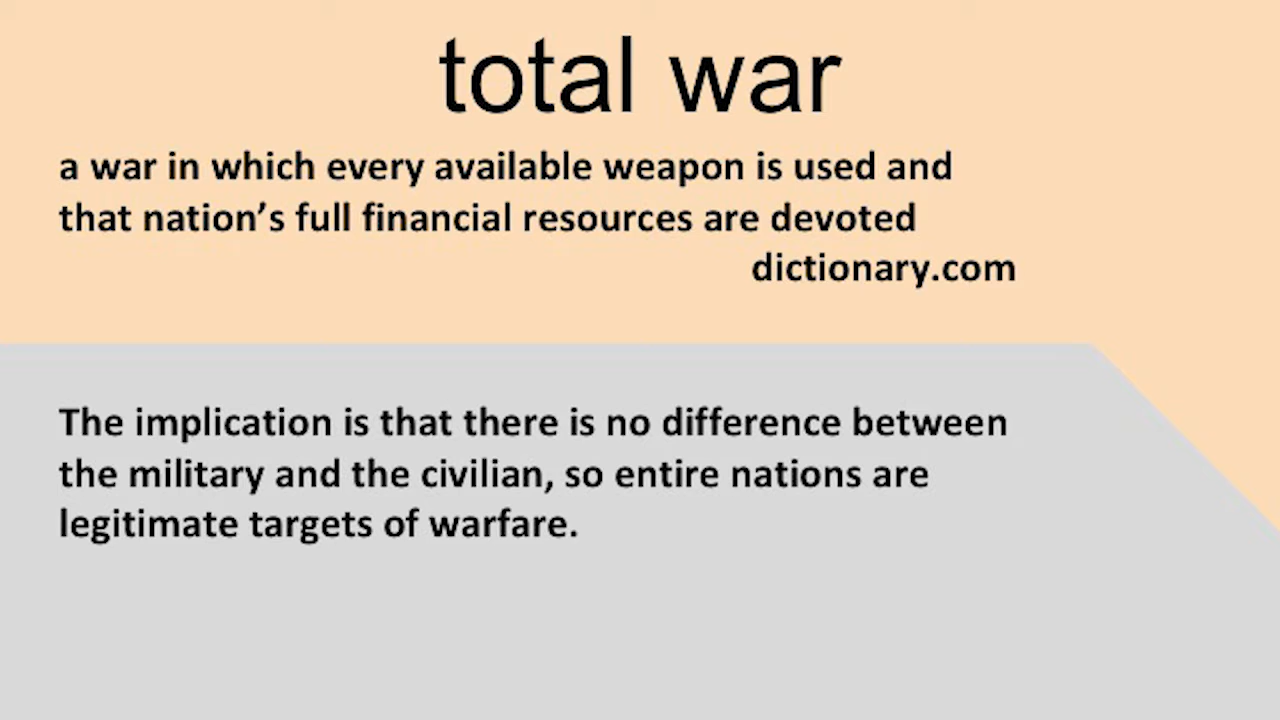 total war
a war in which every available weapon is used and
that nation’s full financial resources are devoted
dictionary.com
The implication is that there is no difference between
the military and the civilian, so entire nations are
legitimate targets of warfare.